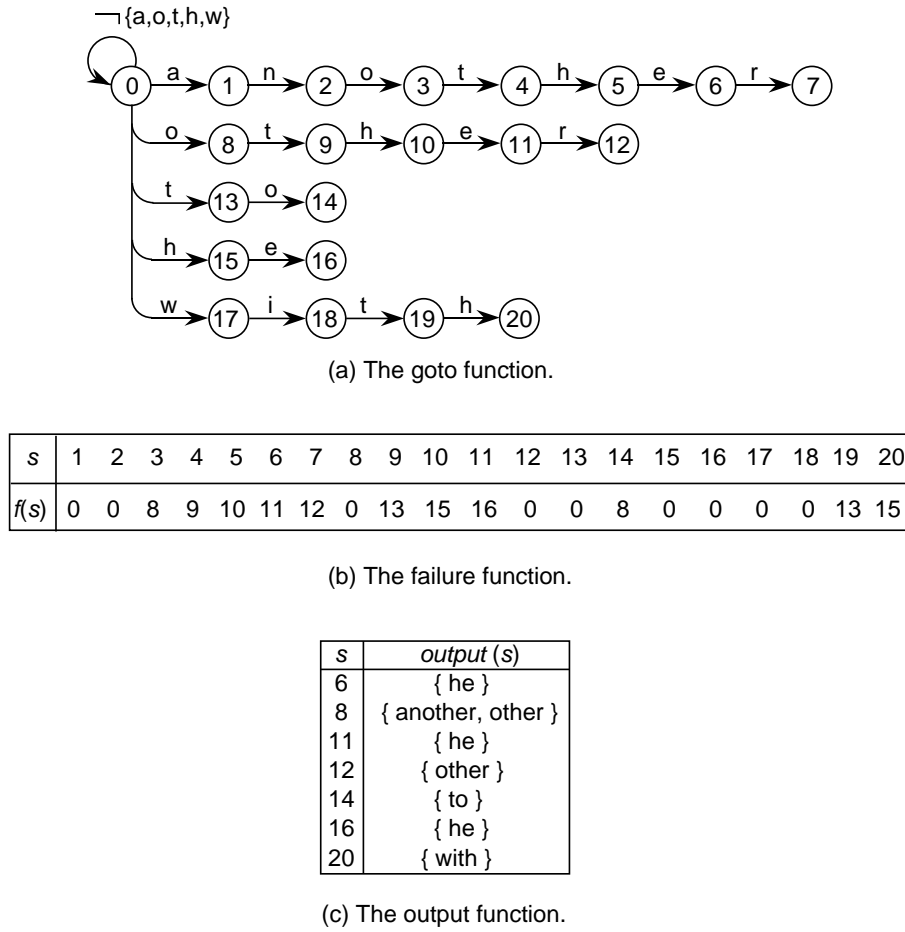 ¬ {a,o,t,h,w}
0 a 1 n 2 o 3 t 4 h 5 e 6 r 7
o 8 t 9 h 10 e 11 r 12
t 13 o 14
h 15 e 16
w 17 i 18 t 19 h 20
(a) The goto function.
s 1 2 3 4 5 6 7 8 9 10 11 12 13 14 15 16 17 18 19 20
f(s) 0 0 8 9 10 11 12 0 13 15 16 0 0 8 0 0 0 0 13 15
(b) The failure function.
s output (s)
6 { he }
8 { another, other }
11 { he }
12 { other }
14 { to }
16 { he }
20 { with }
(c) The output function.